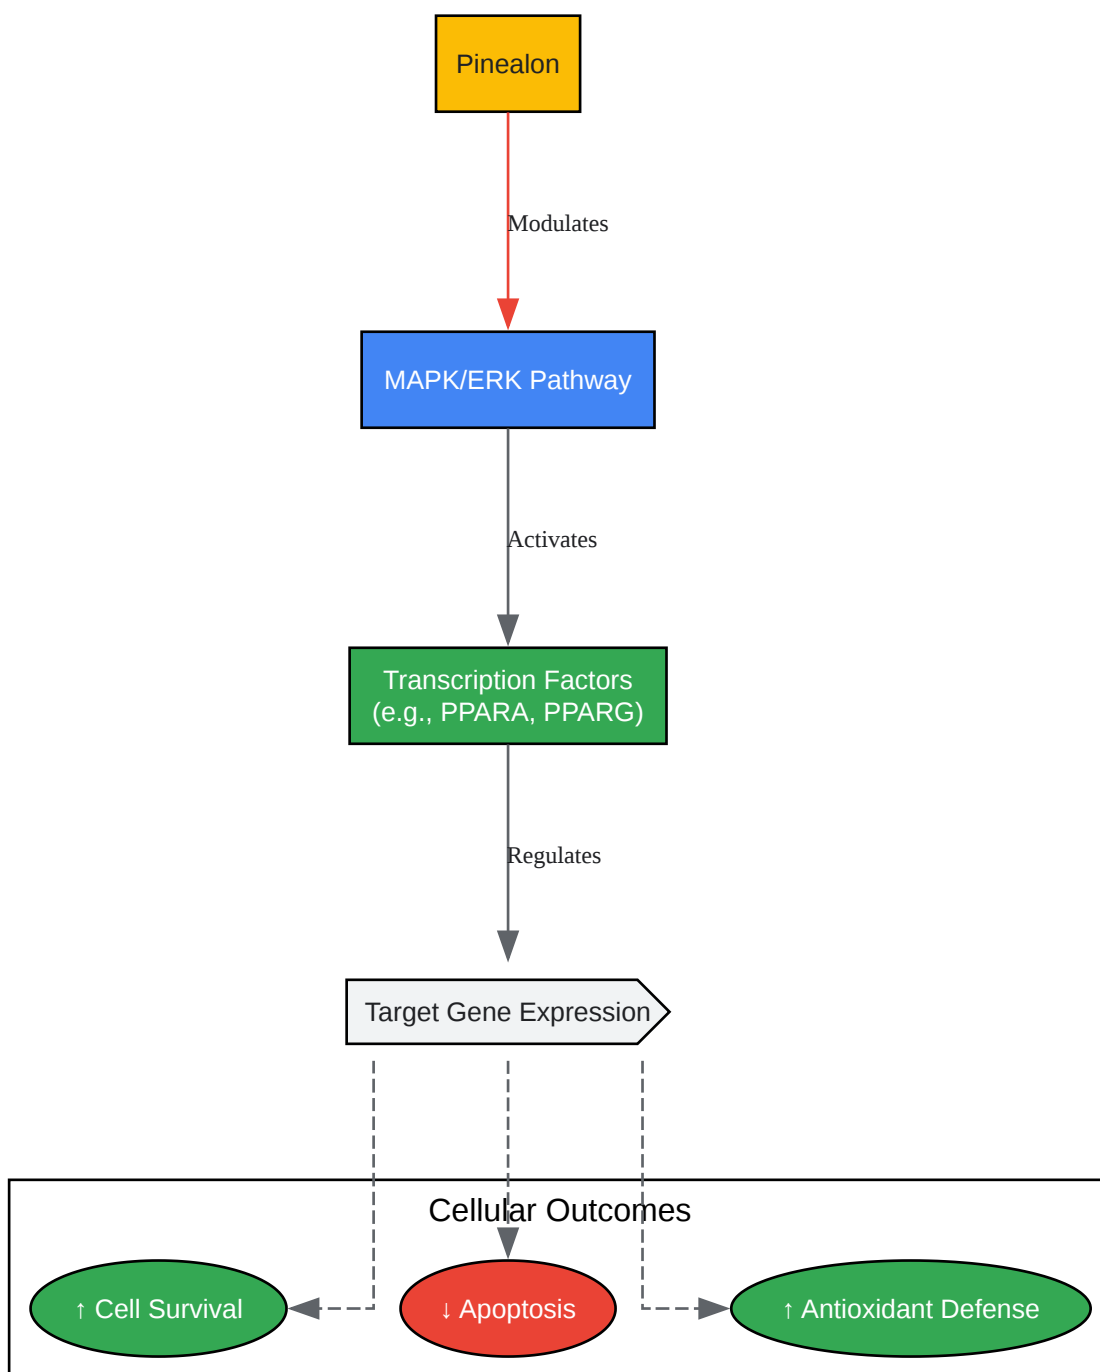 Pinealon
Modulates
MAPK/ERK Pathway
Activates
Transcription Factors
(e.g., PPARA, PPARG)
Regulates
Target Gene Expression
Cellular Outcomes
↑ Cell Survival
↓ Apoptosis
↑ Antioxidant Defense